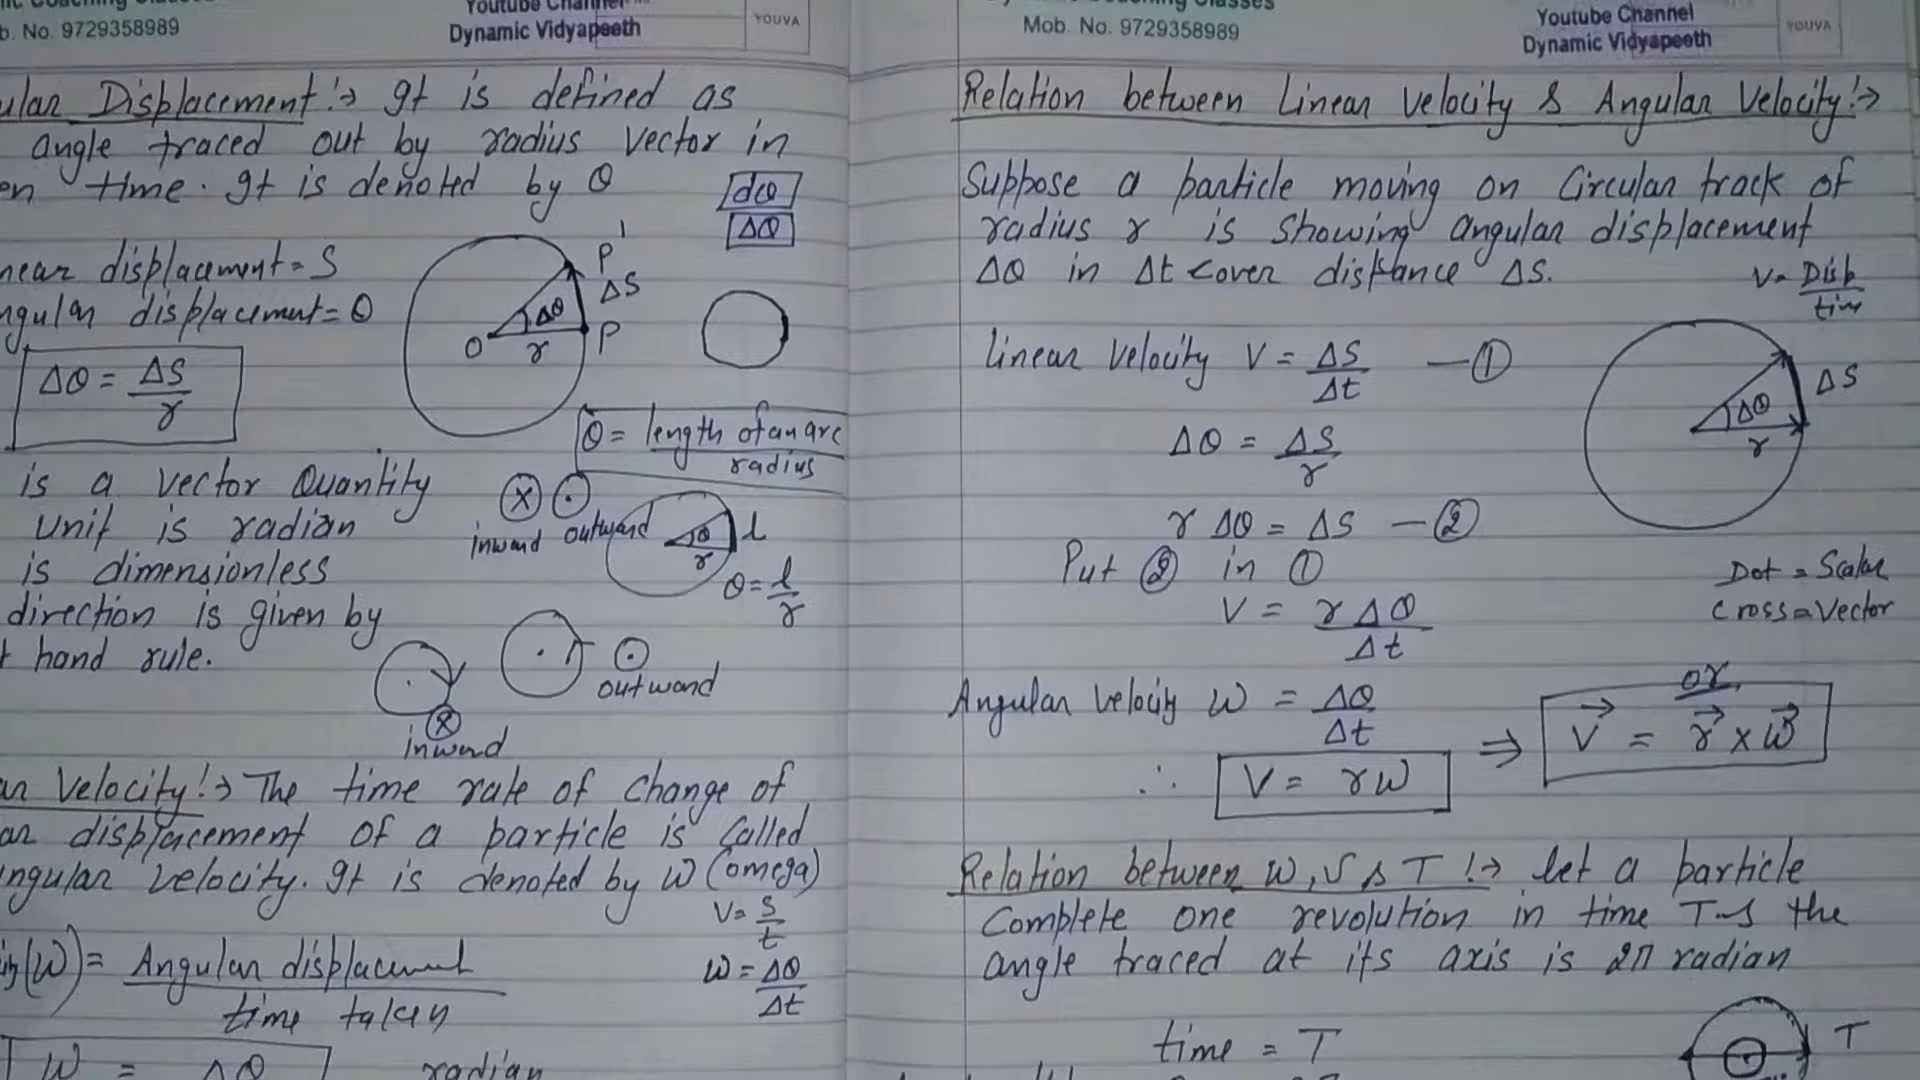 Youtube Channel
b. No. 9729358989
Dynamic Vidyapeeth
YOUVA
ular Displacement :→ It is defined as
angle traced out by radius vector in
en time. It is denoted by θ
dθ
Δθ
near displacement = S
ngular displacement = θ
Δθ = ΔS/r
P'
ΔS
Δθ
O
r
P
θ = length of an arc/radius
is a vector Quantity
unit is radian
is dimensionless
direction is given by
t hand rule.
ⓧ ⊙
inward outward
θ
r
l
θ = l/r
⊙
outward
ⓧ
inward
ar Velocity :→ The time rate of change of
ar displacement of a particle is called
ngular velocity. It is denoted by ω (omega)
V = S/t
(ω) = Angular displacement/time taken
ω = Δθ/Δt
ω = Δθ
radian
Classes
Mob. No. 9729358989
Youtube Channel
Dynamic Vidyapeeth
YOUVA
Relation between Linear Velocity & Angular Velocity :→
Suppose a particle moving on Circular track of
radius r is showing angular displacement
Δθ in Δt cover distance ΔS.
V = Disp/tim
linear velocity V = ΔS/Δt —①
ΔS
Δθ
r
Δθ = ΔS/r
r Δθ = ΔS —②
Put ② in ①
Dot = Scalar
Cross = Vector
V = r Δθ/Δt
Angular velocity ω = Δθ/Δt
or
∴ V = rω ⇒ V⃗ = r⃗ × ω⃗
Relation between ω, ν & T :→ let a particle
Complete one revolution in time T & the
angle traced at its axis is 2π radian
time = T
T